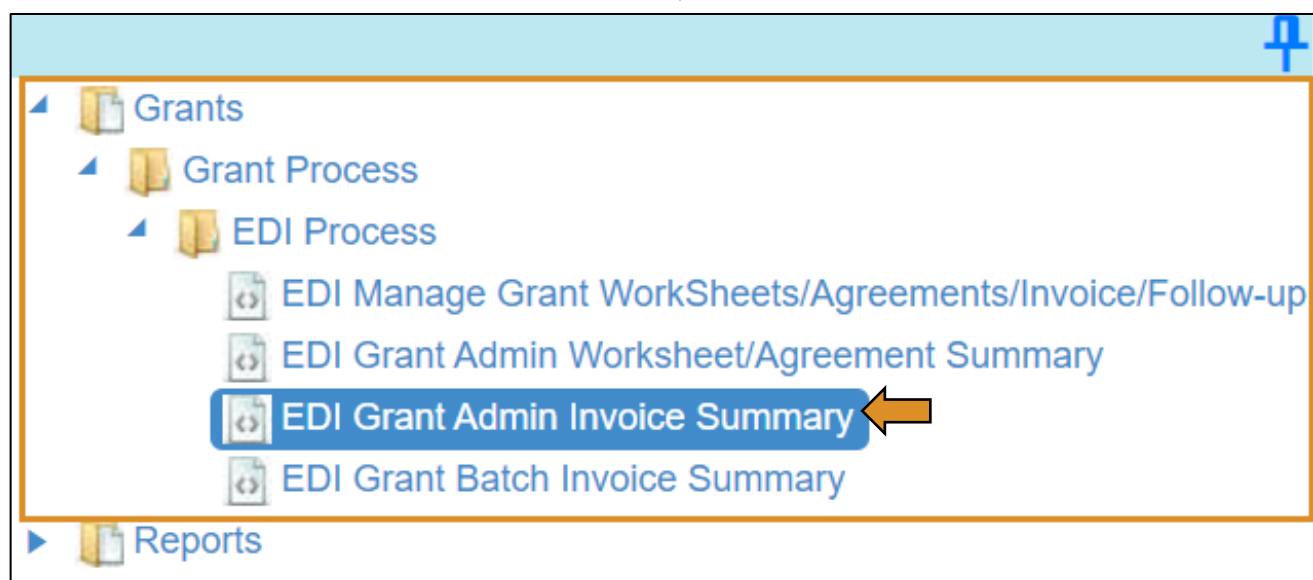 Grants
Grant Process
EDI Process
EDI Manage Grant WorkSheets/Agreements/Invoice/Follow-up
EDI Grant Admin Worksheet/Agreement Summary
EDI Grant Admin Invoice Summary
EDI Grant Batch Invoice Summary
Reports